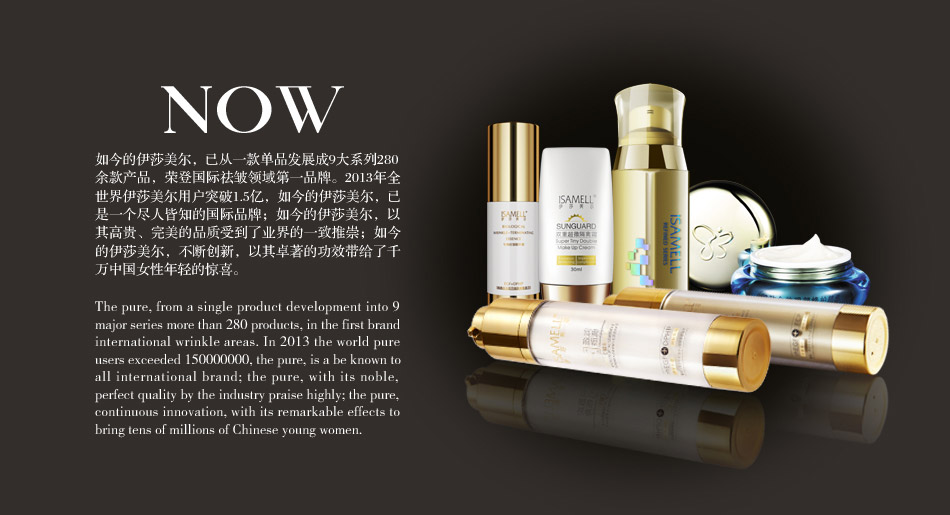 NOW
如今的伊莎美尔，已从一款单品发展成9大系列280
余款产品，荣登国际祛皱领域第一品牌。2013年全
世界伊莎美尔用户突破1.5亿，如今的伊莎美尔，已
是一个尽人皆知的国际品牌；如今的伊莎美尔，以
其高贵、完美的品质受到了业界的一致推崇；如今
的伊莎美尔，不断创新，以其卓著的功效带给了千
万中国女性年轻的惊喜。
The pure, from a single product development into 9
major series more than 280 products, in the first brand
international wrinkle areas. In 2013 the world pure
users exceeded 150000000, the pure, is a be known to
all international brand; the pure, with its noble,
perfect quality by the industry praise highly; the pure,
continuous innovation, with its remarkable effects to
bring tens of millions of Chinese young women.
ISAMELL
ISAMELL
SUNGUARD
Super Tiny Double
Make Up Cream
30ml
ISAMELL
ISAMELL